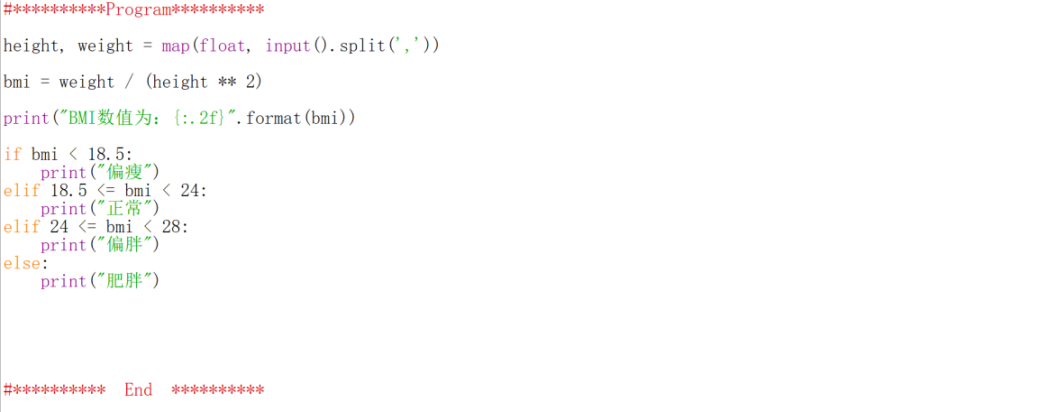 #**********Program**********
height, weight = map(float, input().split(','))
bmi = weight / (height ** 2)
print("BMI数值为：{:.2f}".format(bmi))
if bmi < 18.5:
    print("偏瘦")
elif 18.5 <= bmi < 24:
    print("正常")
elif 24 <= bmi < 28:
    print("偏胖")
else:
    print("肥胖")
#**********  End  **********